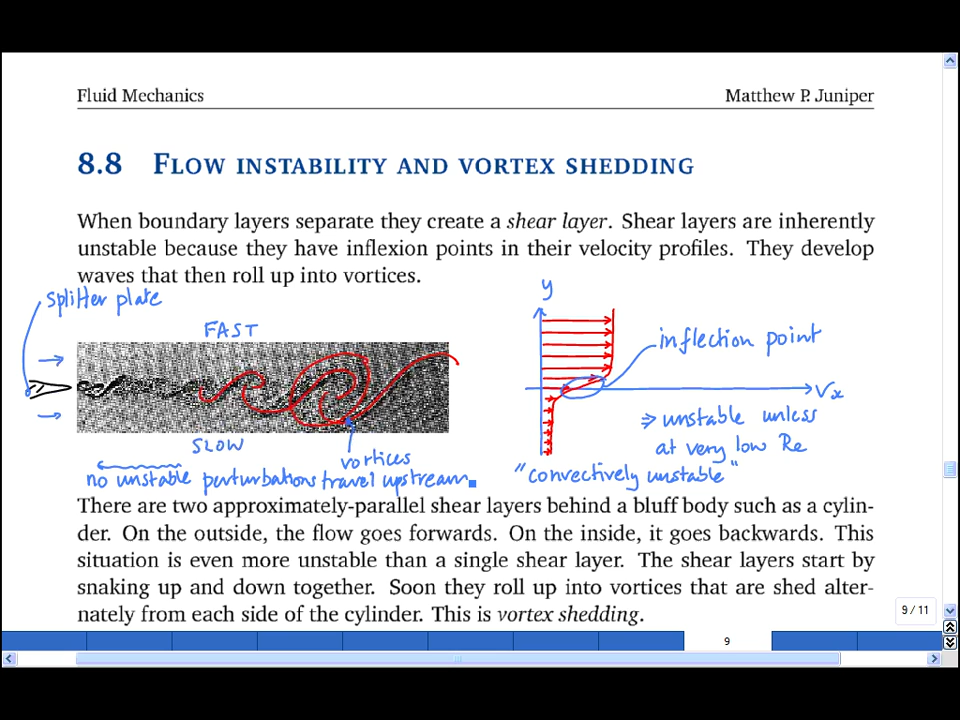 Fluid Mechanics
Matthew P. Juniper
8.8 FLOW INSTABILITY AND VORTEX SHEDDING
When boundary layers separate they create a shear layer. Shear layers are inherently
unstable because they have inflexion points in their velocity profiles. They develop
waves that then roll up into vortices.
splitter plate
FAST
SLOW
vortices
no unstable perturbations travel upstream.
y
inflection point
Vx
⇒ unstable unless
at very low Re
"convectively unstable"
There are two approximately-parallel shear layers behind a bluff body such as a cylin-
der. On the outside, the flow goes forwards. On the inside, it goes backwards. This
situation is even more unstable than a single shear layer. The shear layers start by
snaking up and down together. Soon they roll up into vortices that are shed alter-
nately from each side of the cylinder. This is vortex shedding.
9 / 11
9